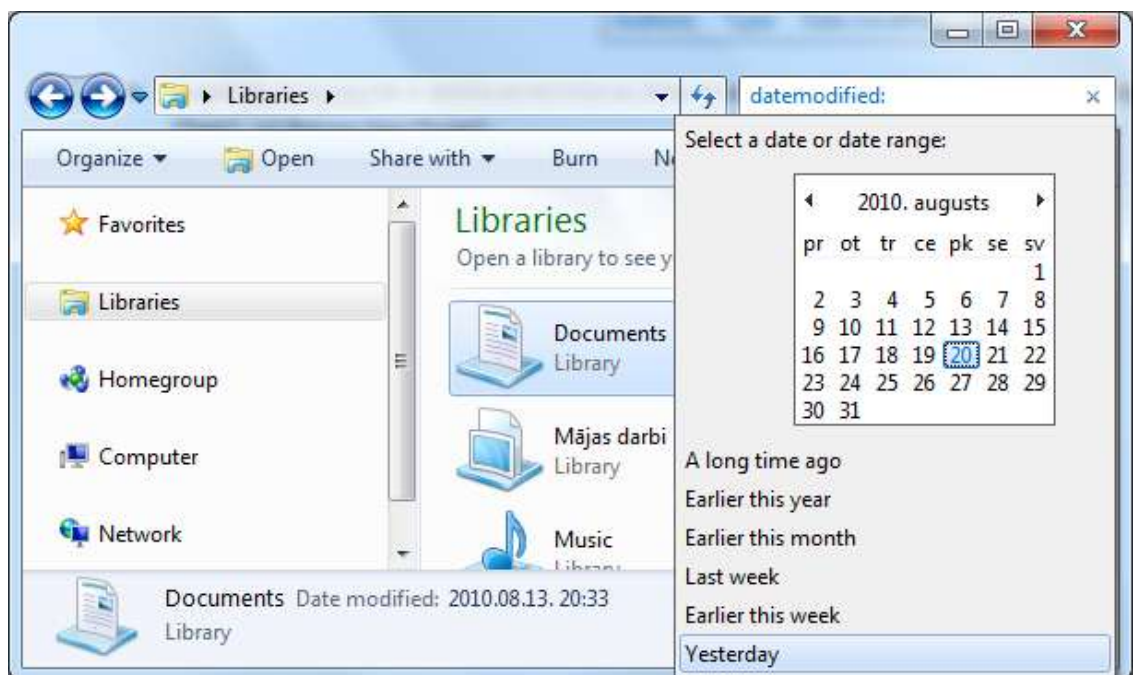 Libraries
datemodified:
Organize
Open
Share with
Burn
Select a date or date range:
Favorites
Libraries
Homegroup
Computer
Network
Libraries
Open a library to see y
Documents
Library
Mājas darbi
Library
Music
Library
2010. augusts
pr ot tr ce pk se sv
1
2 3 4 5 6 7 8
9 10 11 12 13 14 15
16 17 18 19 20 21 22
23 24 25 26 27 28 29
30 31
A long time ago
Earlier this year
Earlier this month
Last week
Earlier this week
Yesterday
Documents Date modified: 2010.08.13. 20:33
Library